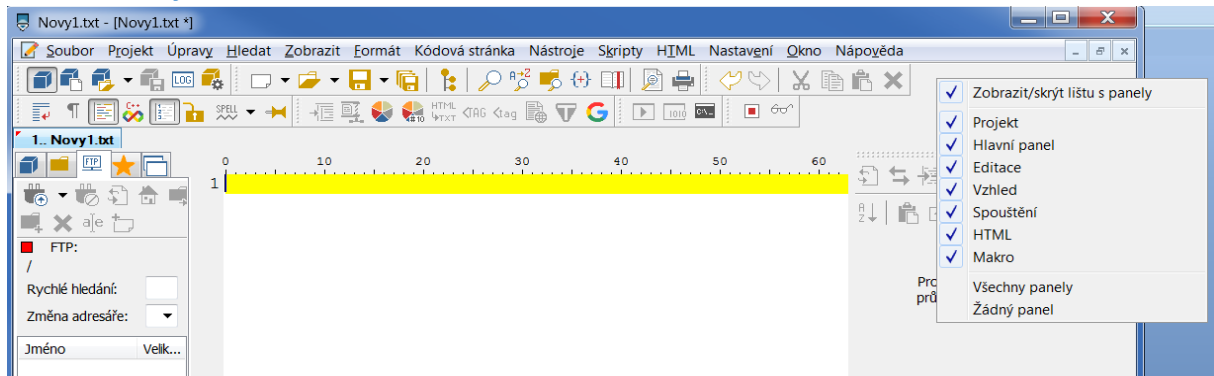 Novy1.txt - [Novy1.txt *]
Soubor Projekt Úpravy Hledat Zobrazit Formát Kódová stránka Nástroje Skripty HTML Nastavení Okno Nápověda
LOG
C++ SPELL HTML TXT #10 <TAG <tag G 1010 C:\_
1.. Novy1.txt
FTP
0 10 20 30 40 50 60
1
a|e
FTP:
/
Rychlé hledání:
Změna adresáře:
Jméno Velik...
A
Z
Zobrazit/skrýt lištu s panely
Projekt
Hlavní panel
Editace
Vzhled
Spouštění
HTML
Makro
Všechny panely
Žádný panel